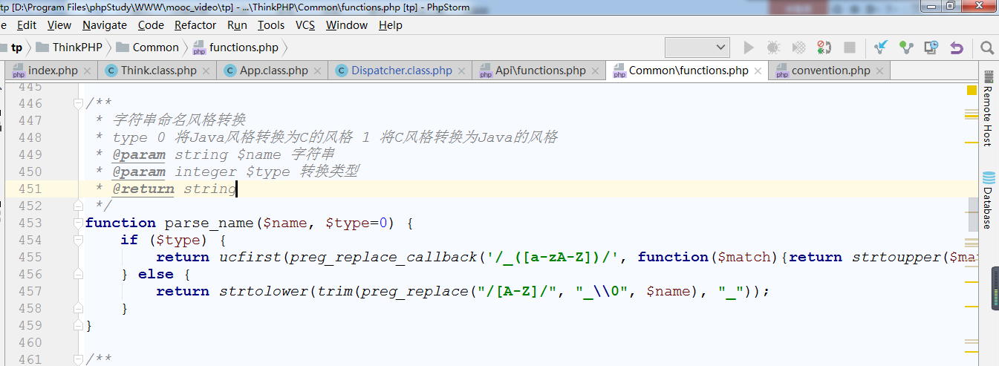 tp [D:\Program Files\phpStudy\WWW\mooc_video\tp] - ...\ThinkPHP\Common\functions.php [tp] - PhpStorm
e Edit View Navigate Code Refactor Run Tools VCS Window Help
tp ThinkPHP Common functions.php
index.php Think.class.php App.class.php Dispatcher.class.php Api\functions.php Common\functions.php convention.php
445
446 /**
447 * 字符串命名风格转换
448 * type 0 将Java风格转换为C的风格 1 将C风格转换为Java的风格
449 * @param string $name 字符串
450 * @param integer $type 转换类型
451 * @return string
452 */
453 function parse_name($name, $type=0) {
454 if ($type) {
455 return ucfirst(preg_replace_callback('/_([a-zA-Z])/', function($match){return strtoupper($ma
456 } else {
457 return strtolower(trim(preg_replace("/[A-Z]/", "_\\0", $name), "_"));
458 }
459 }
460
461 /**
Remote Host
Database